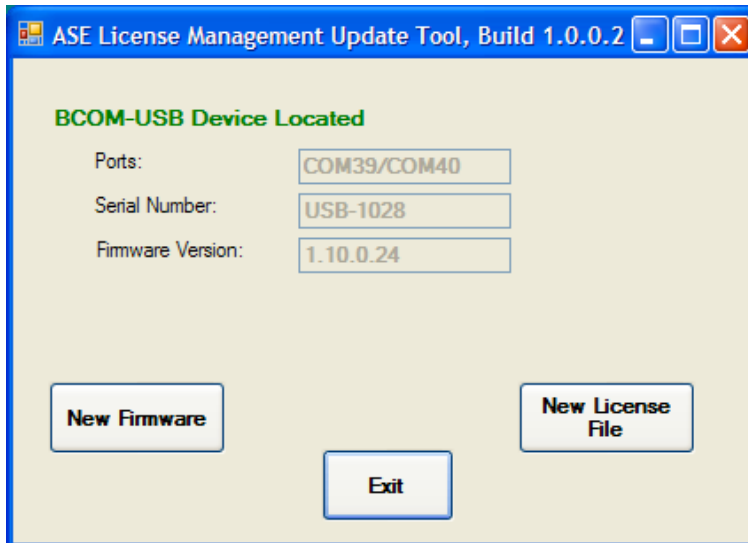 ASE License Management Update Tool, Build 1.0.0.2
BCOM-USB Device Located
Ports: COM39/COM40
Serial Number: USB-1028
Firmware Version: 1.10.0.24
New Firmware
New License
File
Exit